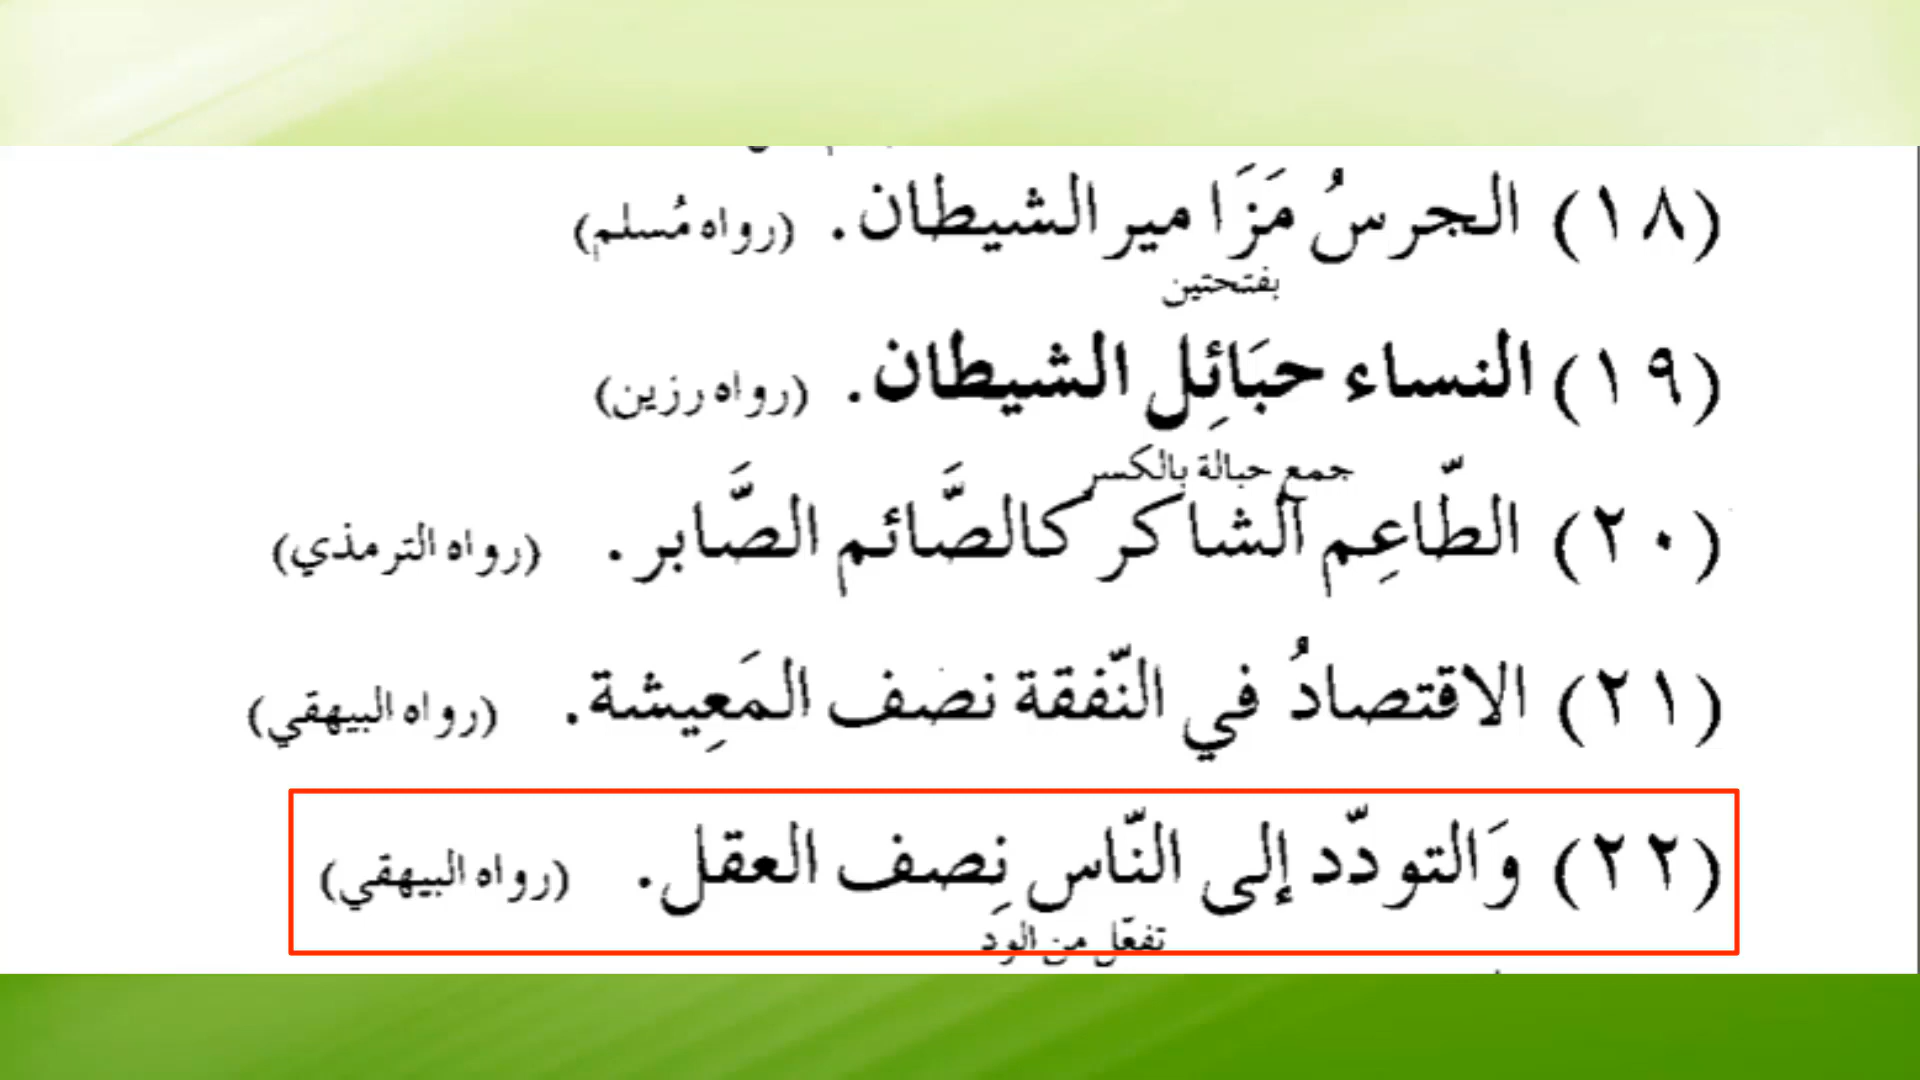 (١٨) الجرسُ مَزَامير الشيطان. (رواه مُسلم)
بفتحتين
(١٩) النساء حبَائِل الشيطان. (رواه رزين)
جمع حبالة بالكسر
(٢٠) الطّاعِم الشاكر كالصَّائم الصَّابر. (رواه الترمذي)
(٢١) الاقتصادُ في النّفقة نصف المَعِيشة. (رواه البيهقي)
(٢٢) وَالتودّد إلى النّاس نِصف العقل. (رواه البيهقي)
تفعّل من الود